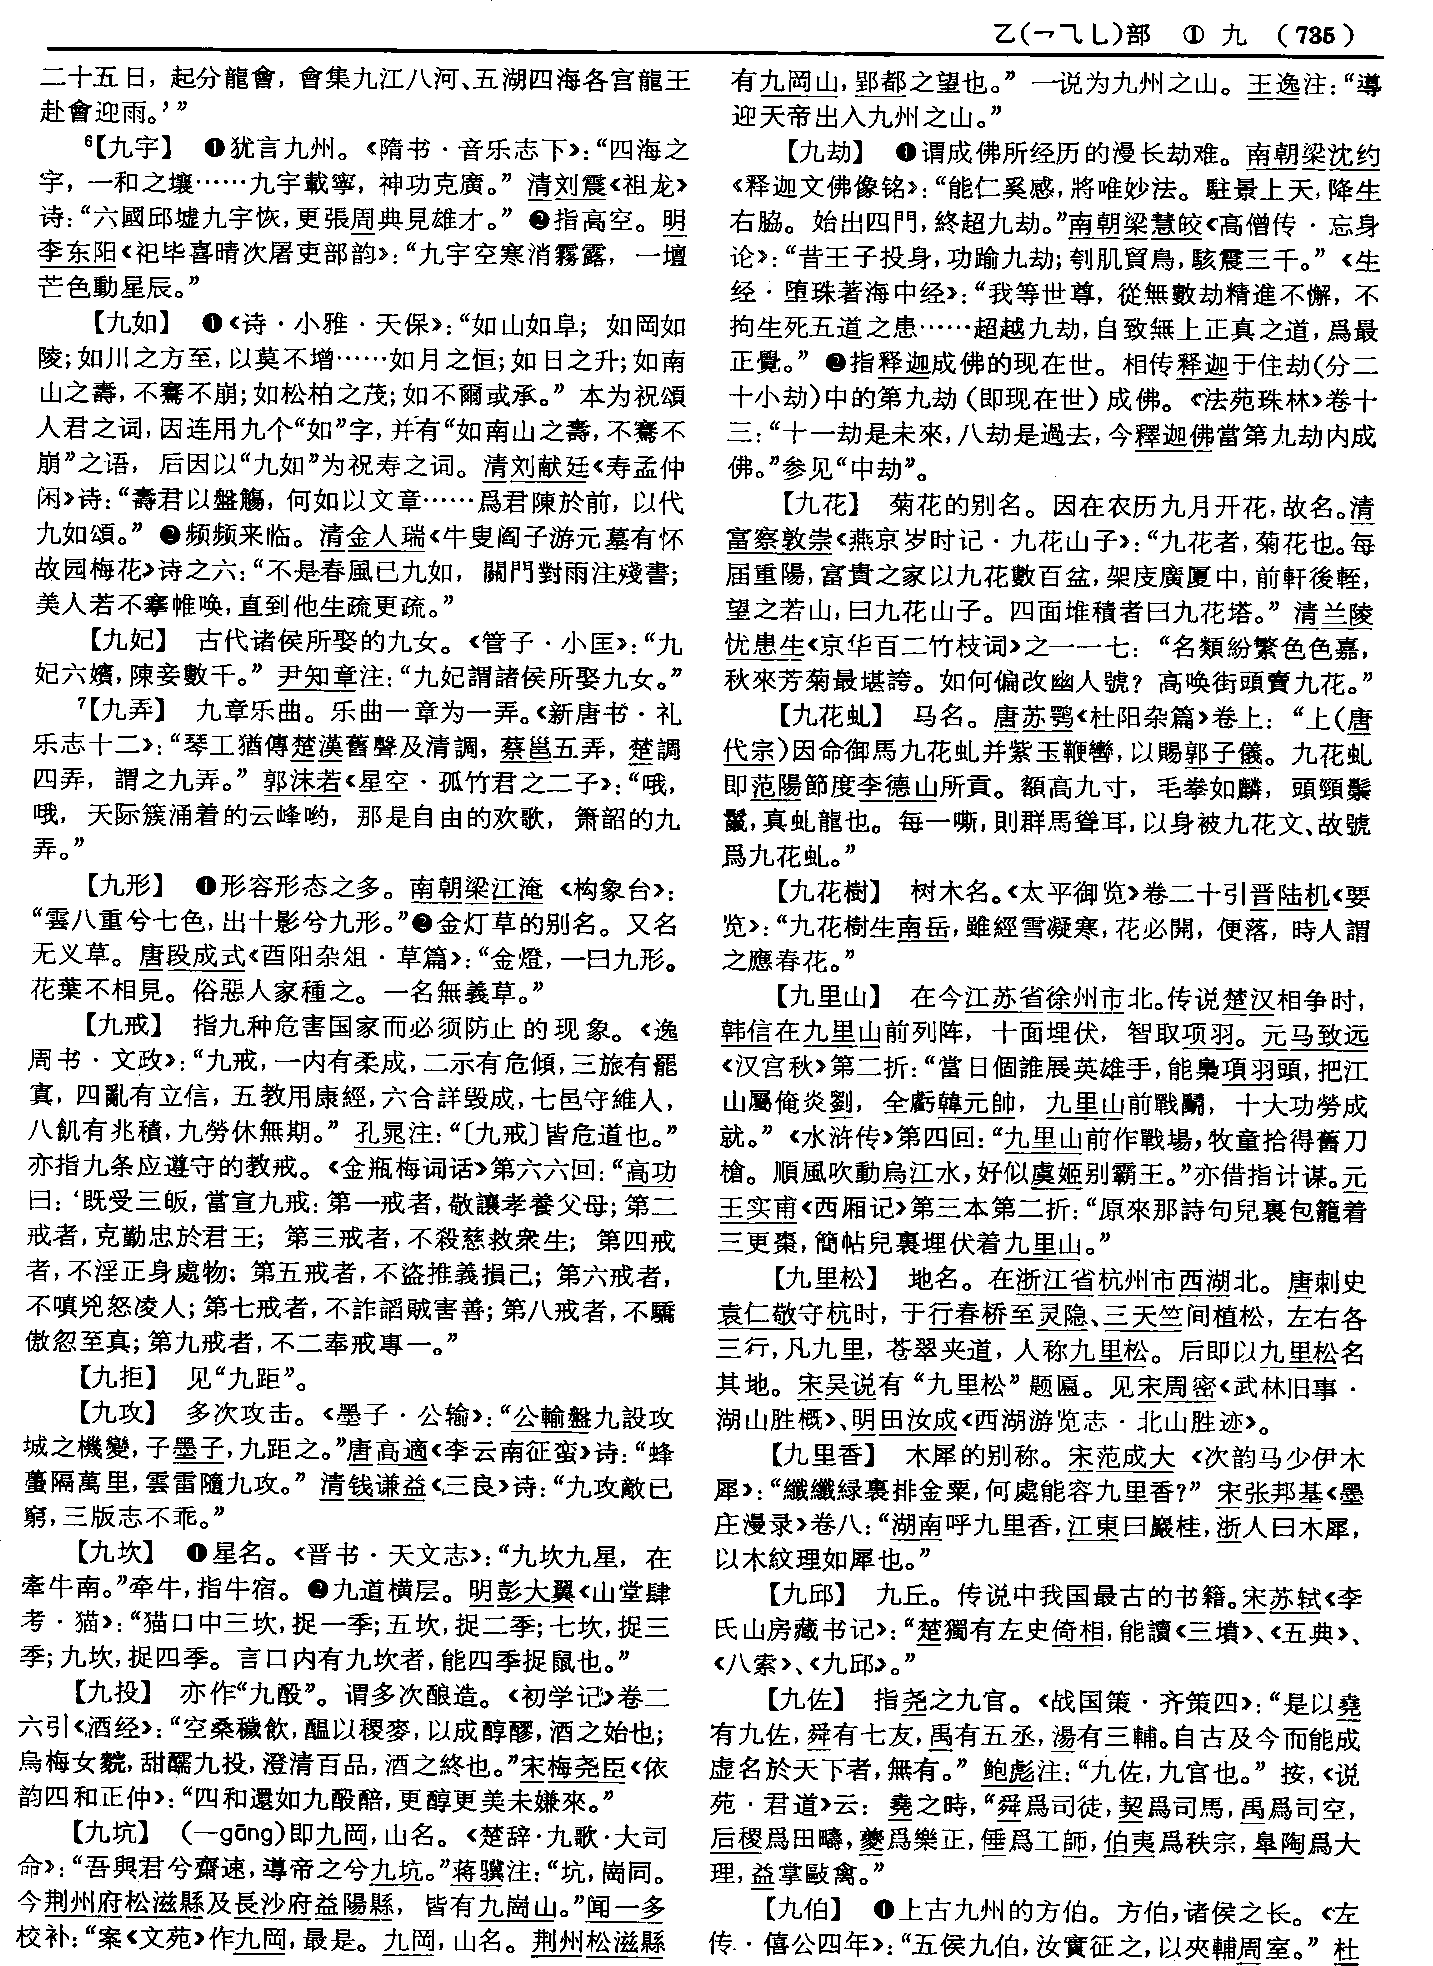 乙(㇖⺄乚)部 ① 九 (735)
二十五日，起分龍會，會集九江八河、五湖四海各宫龍王
赴會迎雨。’”
⁶【九宇】 ❶犹言九州。《隋书·音乐志下》：“四海之
宇，一和之壤……九宇載寧，神功克廣。”清刘震《祖龙》
诗：“六國邱墟九宇恢，更張周典見雄才。”❷指高空。明
李东阳《祀毕喜晴次屠吏部韵》：“九宇空寒消霧露，一壇
芒色動星辰。”
【九如】 ❶《诗·小雅·天保》：“如山如阜；如岡如
陵；如川之方至，以莫不增……如月之恒；如日之升；如南
山之壽，不騫不崩；如松柏之茂；如不爾或承。”本为祝頌
人君之词，因连用九个“如”字，并有“如南山之壽，不騫不
崩”之语，后因以“九如”为祝寿之词。清刘献廷《寿孟仲
闲》诗：“壽君以盤觴，何如以文章……爲君陳於前，以代
九如頌。”❷频频来临。清金人瑞《牛叟阎子游元墓有怀
故园梅花》诗之六：“不是春風已九如，關門對雨注殘書；
美人若不搴帷唤，直到他生疏更疏。”
【九妃】 古代诸侯所娶的九女。《管子·小匡》：“九
妃六嬪，陳妾數千。”尹知章注：“九妃謂諸侯所娶九女。”
⁷【九弄】 九章乐曲。乐曲一章为一弄。《新唐书·礼
乐志十二》：“琴工猶傳楚漢舊聲及清調，蔡邕五弄，楚調
四弄，謂之九弄。”郭沫若《星空·孤竹君之二子》：“哦，
哦，天际簇涌着的云峰哟，那是自由的欢歌，箫韶的九
弄。”
【九形】 ❶形容形态之多。南朝梁江淹《构象台》：
“雲八重兮七色，出十影兮九形。”❷金灯草的别名。又名
无义草。唐段成式《酉阳杂俎·草篇》：“金燈，一曰九形。
花葉不相見。俗惡人家種之。一名無義草。”
【九戒】 指九种危害国家而必须防止的现象。《逸
周书·文政》：“九戒，一内有柔成，二示有危傾，三旅有罷
寘，四亂有立信，五教用康經，六合詳毁成，七邑守維人，
八飢有兆積，九勞休無期。”孔晁注：“〔九戒〕皆危道也。”
亦指九条应遵守的教戒。《金瓶梅词话》第六六回：“高功
曰：‘既受三皈，當宣九戒：第一戒者，敬讓孝養父母；第二
戒者，克勤忠於君王；第三戒者，不殺慈救衆生；第四戒
者，不淫正身處物；第五戒者，不盗推義損己；第六戒者，
不嗔兇怒凌人；第七戒者，不詐諂賊害善；第八戒者，不驕
傲忽至真；第九戒者，不二奉戒專一。”
【九拒】 见“九距”。
【九攻】 多次攻击。《墨子·公输》：“公輸盤九設攻
城之機變，子墨子，九距之。”唐高適《李云南征蛮》诗：“蜂
蠆隔萬里，雲雷隨九攻。”清钱谦益《三良》诗：“九攻敵已
窮，三版志不乖。”
【九坎】 ❶星名。《晋书·天文志》：“九坎九星，在
牽牛南。”牵牛，指牛宿。❷九道横层。明彭大翼《山堂肆
考·猫》：“猫口中三坎，捉一季；五坎，捉二季；七坎，捉三
季；九坎，捉四季。言口内有九坎者，能四季捉鼠也。”
【九投】 亦作“九酘”。谓多次酿造。《初学记》卷二
六引《酒经》：“空桑穢飲，醖以稷麥，以成醇醪，酒之始也；
烏梅女䴷，甜醹九投，澄清百品，酒之終也。”宋梅尧臣《依
韵四和正仲》：“四和還如九酘醅，更醇更美未嫌來。”
【九坑】 （一gāng）即九岡，山名。《楚辞·九歌·大司
命》：“吾與君兮齋速，導帝之兮九坑。”蒋骥注：“坑，崗同。
今荆州府松滋縣及長沙府益陽縣，皆有九崗山。”闻一多
校补：“案《文苑》作九岡，最是。九岡，山名。荆州松滋縣
有九岡山，郢都之望也。”一说为九州之山。王逸注：“導
迎天帝出入九州之山。”
【九劫】 ❶谓成佛所经历的漫长劫难。南朝梁沈约
《释迦文佛像铭》：“能仁奚感，將唯妙法。駐景上天，降生
右脇。始出四門，終超九劫。”南朝梁慧皎《高僧传·忘身
论》：“昔王子投身，功踰九劫；刳肌貿鳥，駭震三千。”《生
经·堕珠著海中经》：“我等世尊，從無數劫精進不懈，不
拘生死五道之患……超越九劫，自致無上正真之道，爲最
正覺。”❷指释迦成佛的现在世。相传释迦于住劫（分二
十小劫）中的第九劫（即现在世）成佛。《法苑珠林》卷十
三：“十一劫是未來，八劫是過去，今釋迦佛當第九劫内成
佛。”参见“中劫”。
【九花】 菊花的别名。因在农历九月开花，故名。清
富察敦崇《燕京岁时记·九花山子》：“九花者，菊花也。每
届重陽，富貴之家以九花數百盆，架庋廣厦中，前軒後輊，
望之若山，曰九花山子。四面堆積者曰九花塔。”清兰陵
忧患生《京华百二竹枝词》之一一七：“名類紛繁色色嘉，
秋來芳菊最堪誇。如何偏改幽人號？高唤街頭賣九花。”
【九花虬】 马名。唐苏鹗《杜阳杂篇》卷上：“上（唐
代宗）因命御馬九花虬并紫玉鞭轡，以賜郭子儀。九花虬
即范陽節度李德山所貢。額高九寸，毛拳如麟，頭頸鬃
鬣，真虬龍也。每一嘶，則群馬聳耳，以身被九花文、故號
爲九花虬。”
【九花樹】 树木名。《太平御览》卷二十引晋陆机《要
览》：“九花樹生南岳，雖經雪凝寒，花必開，便落，時人謂
之應春花。”
【九里山】 在今江苏省徐州市北。传说楚汉相争时，
韩信在九里山前列阵，十面埋伏，智取项羽。元马致远
《汉宫秋》第二折：“當日個誰展英雄手，能梟項羽頭，把江
山屬俺炎劉，全虧韓元帥，九里山前戰鬭，十大功勞成
就。”《水浒传》第四回：“九里山前作戰場，牧童拾得舊刀
槍。順風吹動烏江水，好似虞姬别霸王。”亦借指计谋。元
王实甫《西厢记》第三本第二折：“原來那詩句兒裏包籠着
三更棗，簡帖兒裏埋伏着九里山。”
【九里松】 地名。在浙江省杭州市西湖北。唐刺史
袁仁敬守杭时，于行春桥至灵隐、三天竺间植松，左右各
三行，凡九里，苍翠夹道，人称九里松。后即以九里松名
其地。宋吴说有“九里松”题匾。见宋周密《武林旧事·
湖山胜概》、明田汝成《西湖游览志·北山胜迹》。
【九里香】 木犀的别称。宋范成大《次韵马少伊木
犀》：“纖纖緑裏排金粟，何處能容九里香？”宋张邦基《墨
庄漫录》卷八：“湖南呼九里香，江東曰巖桂，浙人曰木犀，
以木紋理如犀也。”
【九邱】 九丘。传说中我国最古的书籍。宋苏轼《李
氏山房藏书记》：“楚獨有左史倚相，能讀《三墳》、《五典》、
《八索》、《九邱》。”
【九佐】 指尧之九官。《战国策·齐策四》：“是以堯
有九佐，舜有七友，禹有五丞，湯有三輔。自古及今而能成
虚名於天下者，無有。”鲍彪注：“九佐，九官也。”按，《说
苑·君道》云：堯之時，“舜爲司徒，契爲司馬，禹爲司空，
后稷爲田疇，夔爲樂正，倕爲工師，伯夷爲秩宗，皋陶爲大
理，益掌敺禽。”
【九伯】 ❶上古九州的方伯。方伯，诸侯之长。《左
传·僖公四年》：“五侯九伯，汝實征之，以夾輔周室。”杜